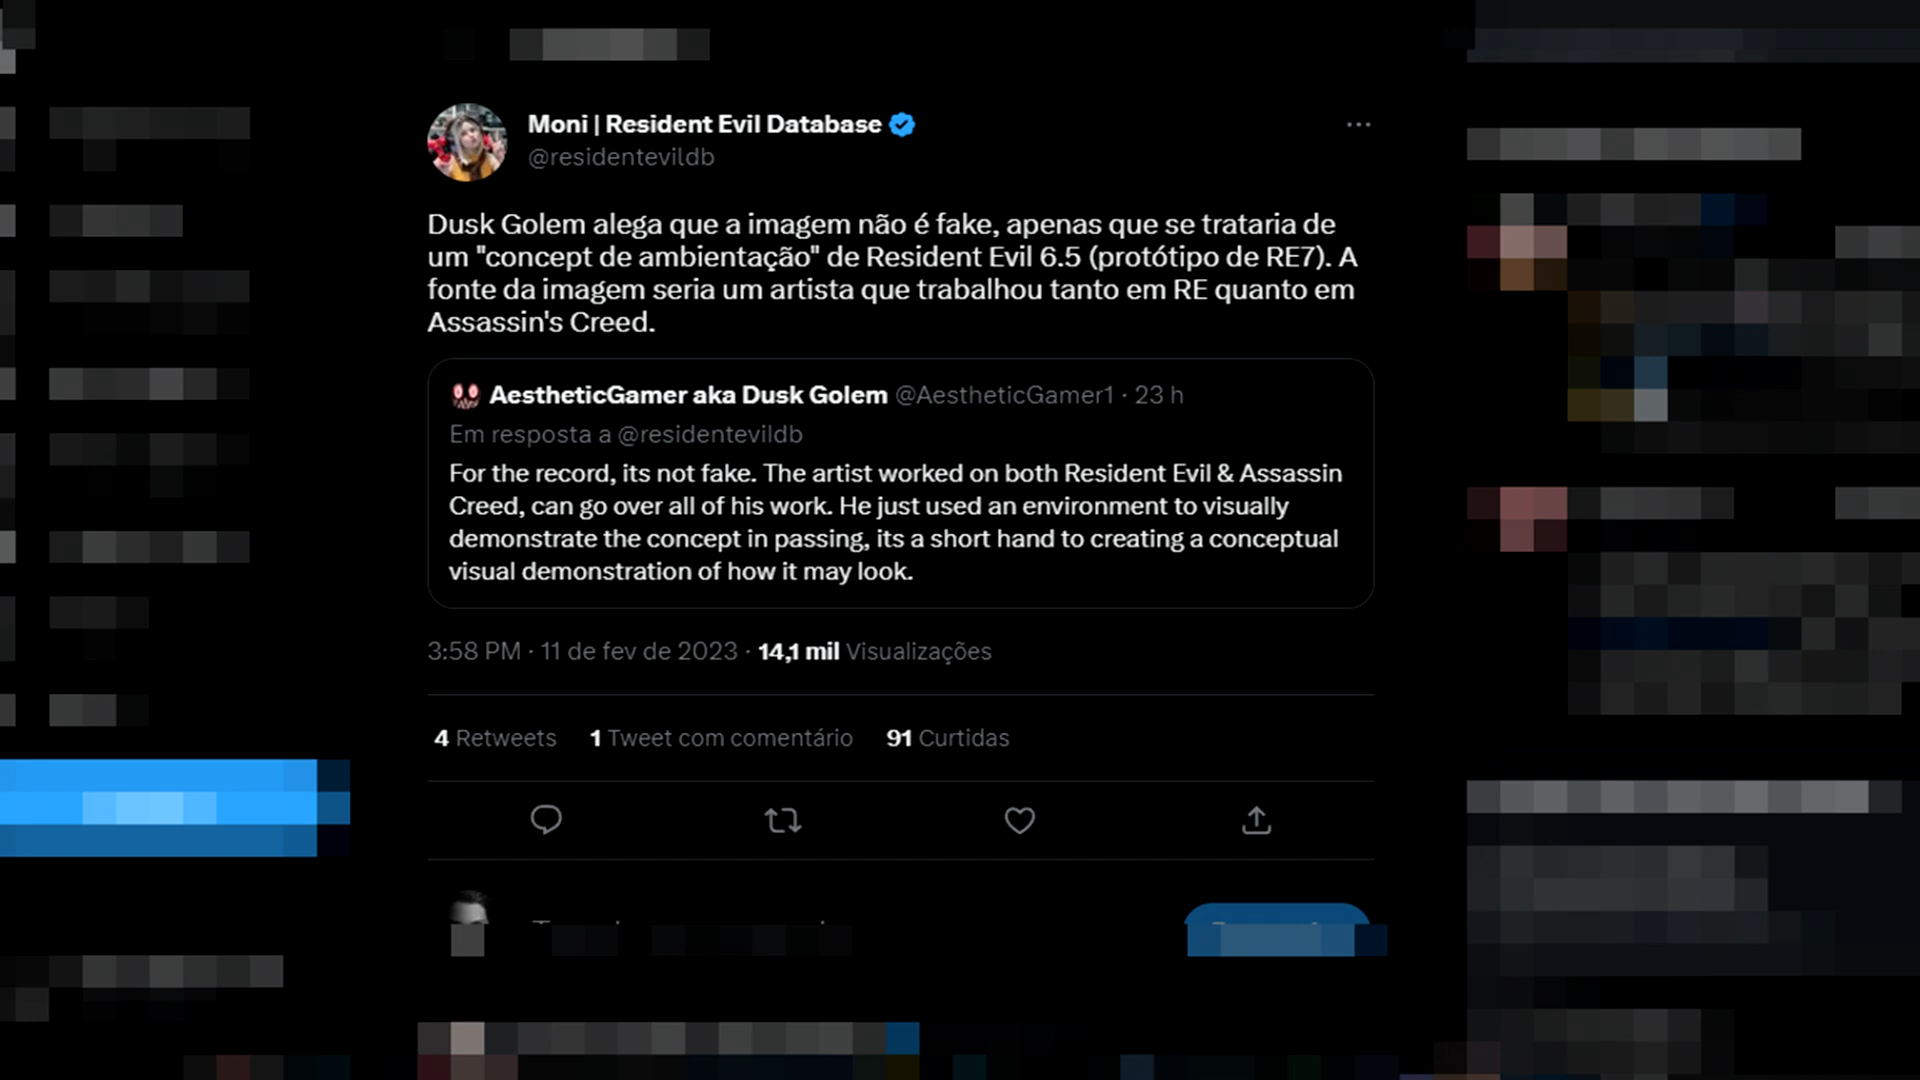 Moni | Resident Evil Database
@residentevildb
Dusk Golem alega que a imagem não é fake, apenas que se trataria de
um "concept de ambientação" de Resident Evil 6.5 (protótipo de RE7). A
fonte da imagem seria um artista que trabalhou tanto em RE quanto em
Assassin's Creed.
AestheticGamer aka Dusk Golem @AestheticGamer1 · 23 h
Em resposta a @residentevildb
For the record, its not fake. The artist worked on both Resident Evil & Assassin
Creed, can go over all of his work. He just used an environment to visually
demonstrate the concept in passing, its a short hand to creating a conceptual
visual demonstration of how it may look.
3:58 PM · 11 de fev de 2023 · 14,1 mil Visualizações
4 Retweets 1 Tweet com comentário 91 Curtidas